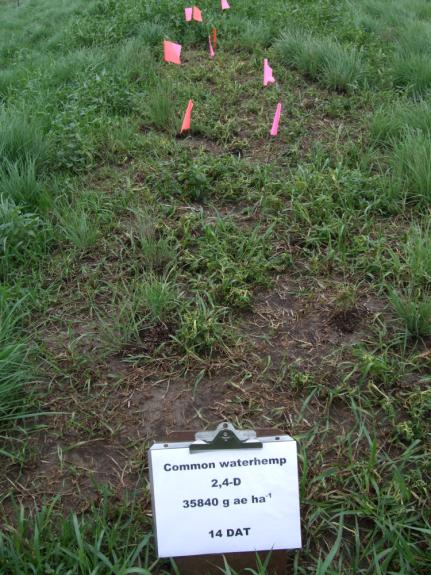 Common waterhemp
2,4-D
35840 g ae ha⁻¹
14 DAT